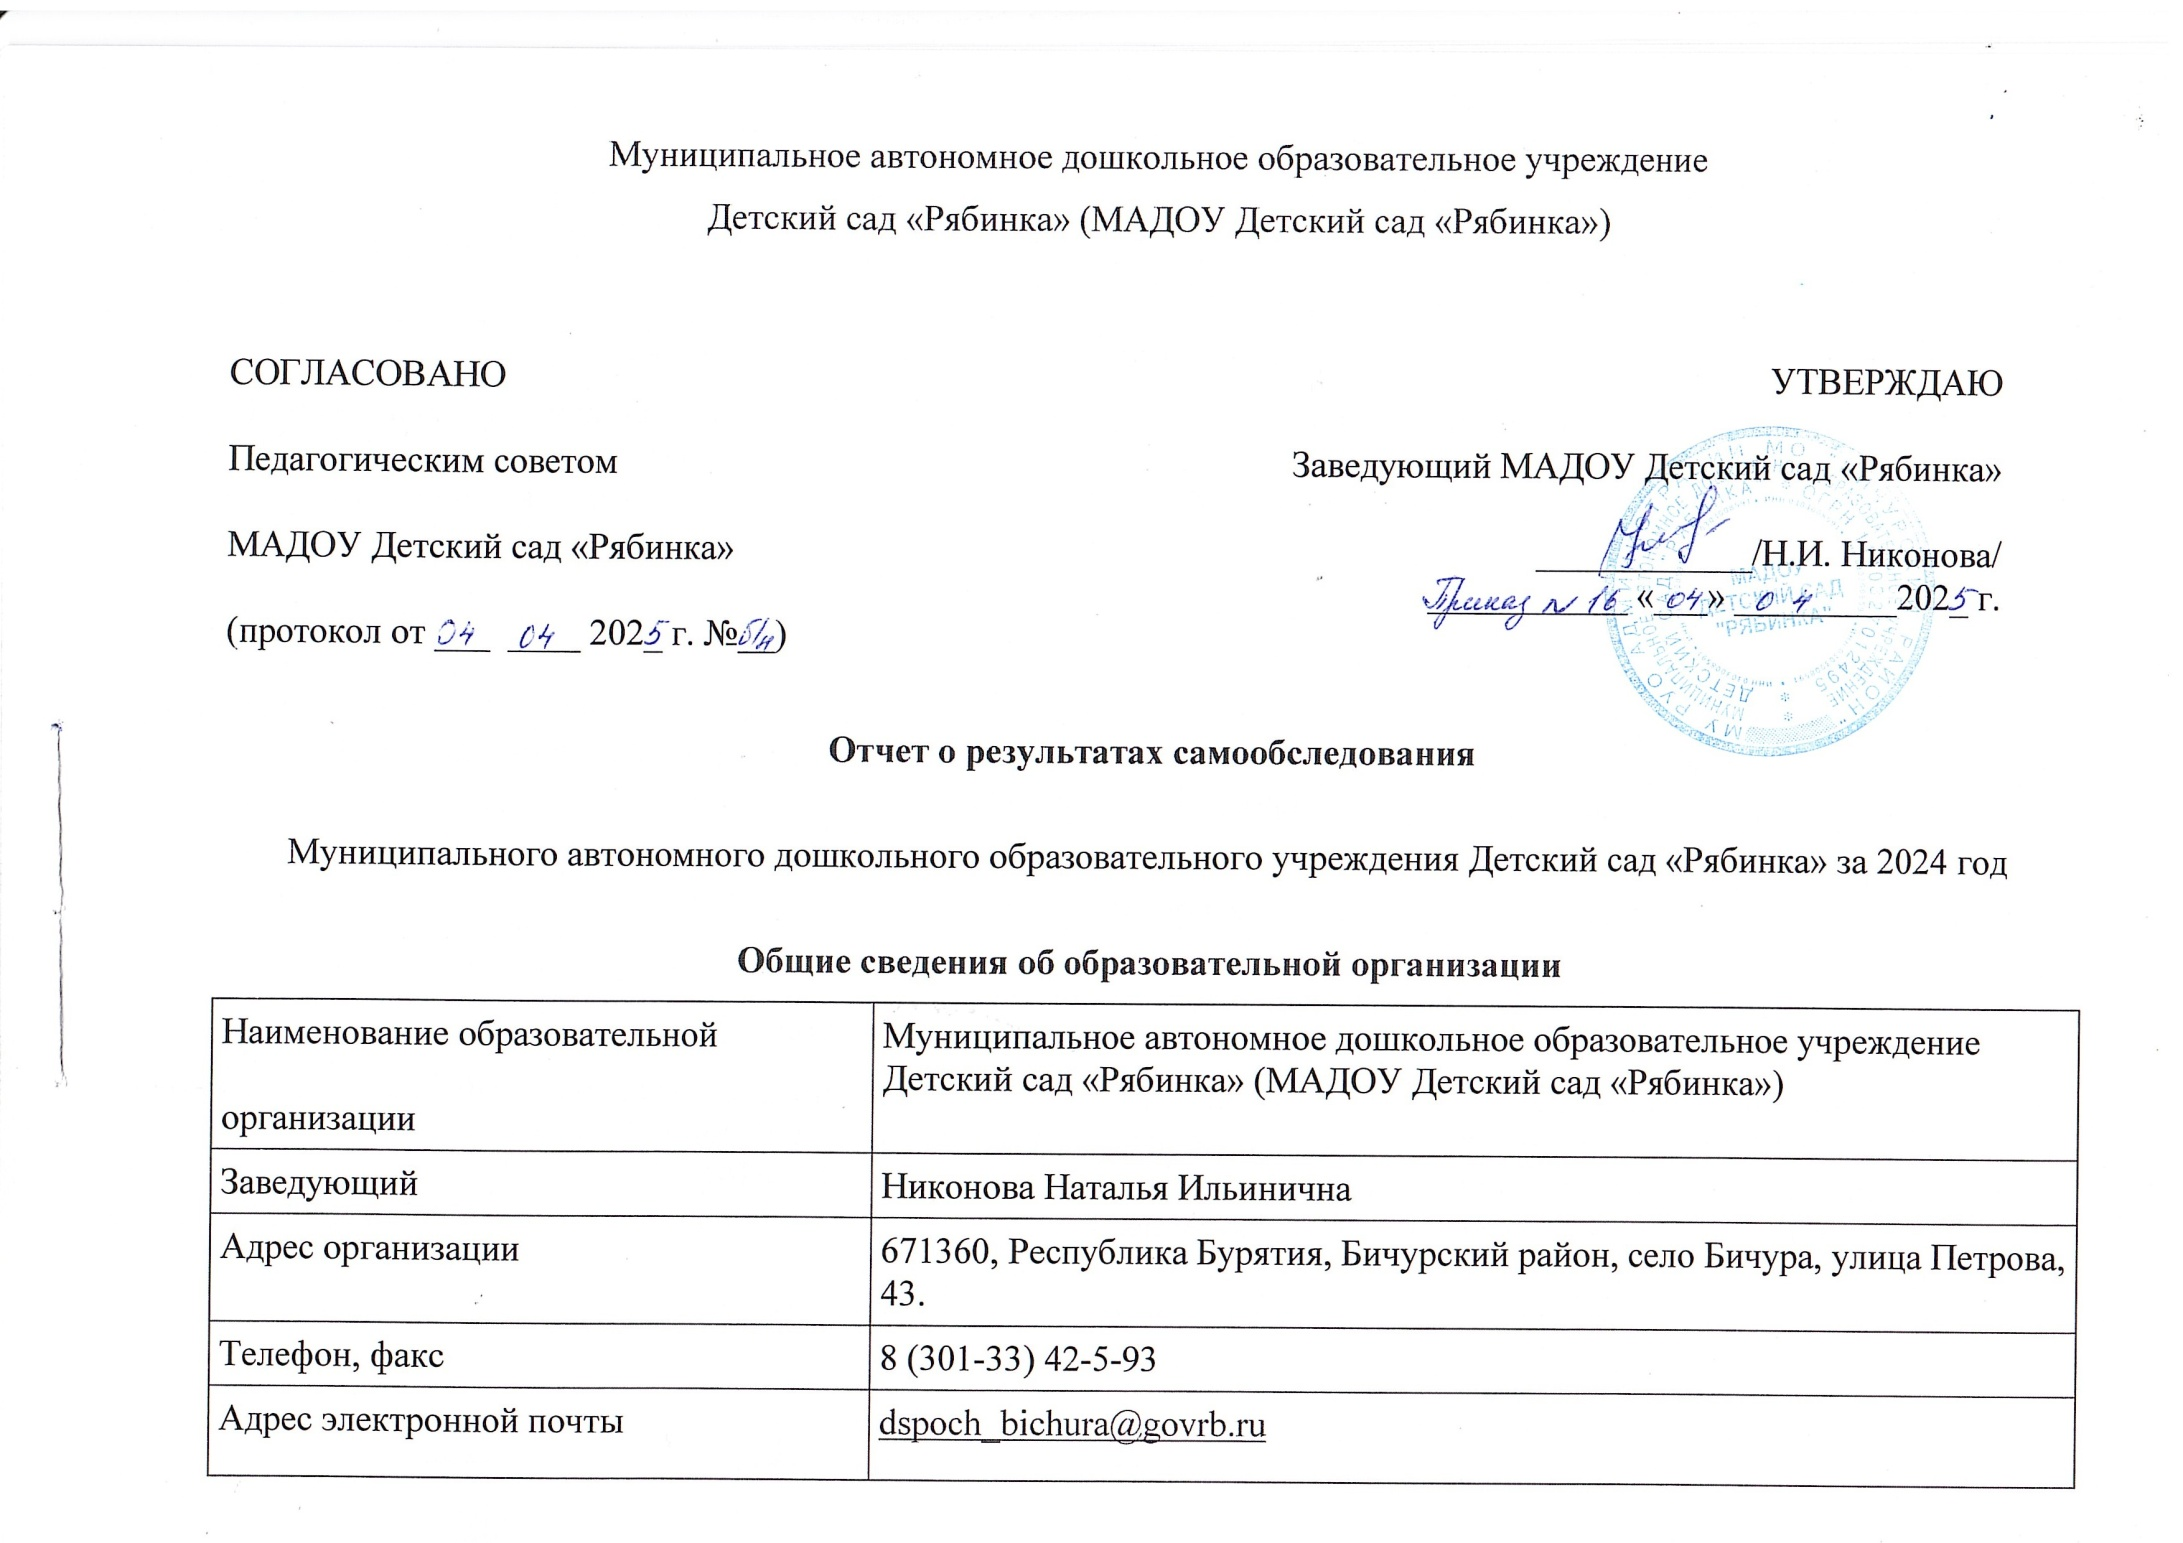 Муниципальное автономное дошкольное образовательное учреждение
Детский сад «Рябинка» (МАДОУ Детский сад «Рябинка»)
СОГЛАСОВАНО
Педагогическим советом
МАДОУ Детский сад «Рябинка»
(протокол от 04 04 2025 г. №б/н)
УТВЕРЖДАЮ
Заведующий МАДОУ Детский сад «Рябинка»
/Н.И. Никонова/
Приказ № 16 «04» 04 2025 г.
МАДОУ
ДЕТСКИЙ САД
"РЯБИНКА"
Отчет о результатах самообследования
Муниципального автономного дошкольного образовательного учреждения Детский сад «Рябинка» за 2024 год
Общие сведения об образовательной организации
Наименование образовательной
организации
Муниципальное автономное дошкольное образовательное учреждение
Детский сад «Рябинка» (МАДОУ Детский сад «Рябинка»)
Заведующий
Никонова Наталья Ильинична
Адрес организации
671360, Республика Бурятия, Бичурский район, село Бичура, улица Петрова,
43.
Телефон, факс
8 (301-33) 42-5-93
Адрес электронной почты
dspoch_bichura@govrb.ru